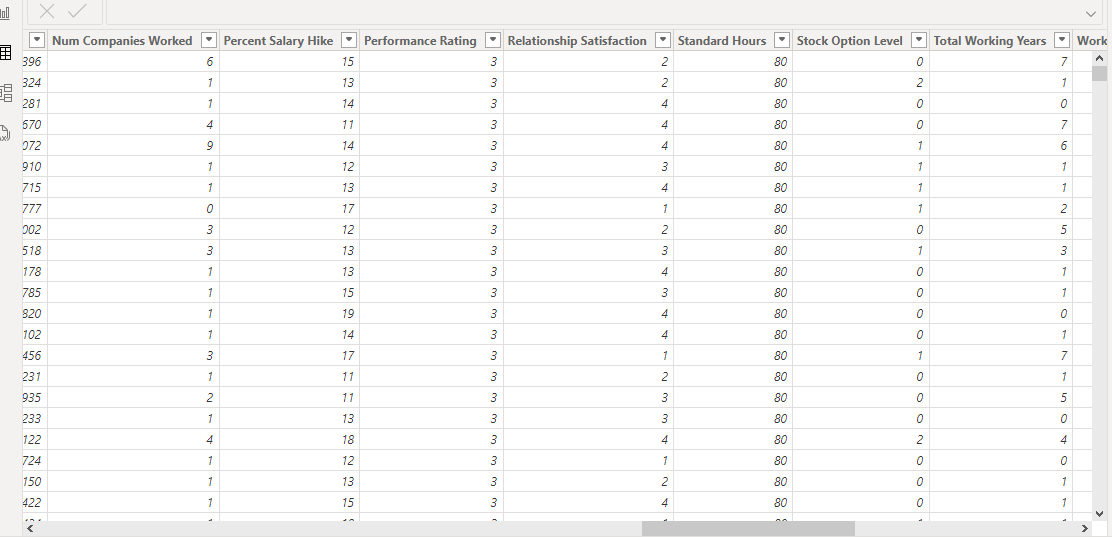 Num Companies Worked Percent Salary Hike Performance Rating Relationship Satisfaction Standard Hours Stock Option Level Total Working Years Work
396 6 15 3 2 80 0 7
324 1 13 3 2 80 2 1
281 1 14 3 4 80 0 0
670 4 11 3 4 80 0 7
072 9 14 3 4 80 1 6
910 1 12 3 3 80 1 1
715 1 13 3 4 80 1 1
777 0 17 3 1 80 1 2
002 3 12 3 2 80 0 5
518 3 13 3 3 80 1 3
178 1 13 3 4 80 0 1
785 1 15 3 3 80 0 1
820 1 19 3 4 80 0 0
102 1 14 3 4 80 0 1
456 3 17 3 1 80 1 7
231 1 11 3 2 80 0 1
935 2 11 3 3 80 0 5
233 1 13 3 3 80 0 0
122 4 18 3 4 80 2 4
724 1 12 3 1 80 0 0
150 1 13 3 2 80 0 1
422 1 15 3 4 80 0 1